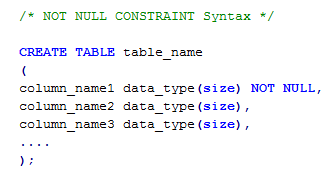 /* NOT NULL CONSTRAINT Syntax */
CREATE TABLE table_name
(
column_name1 data_type(size) NOT NULL,
column_name2 data_type(size),
column_name3 data_type(size),
....
);